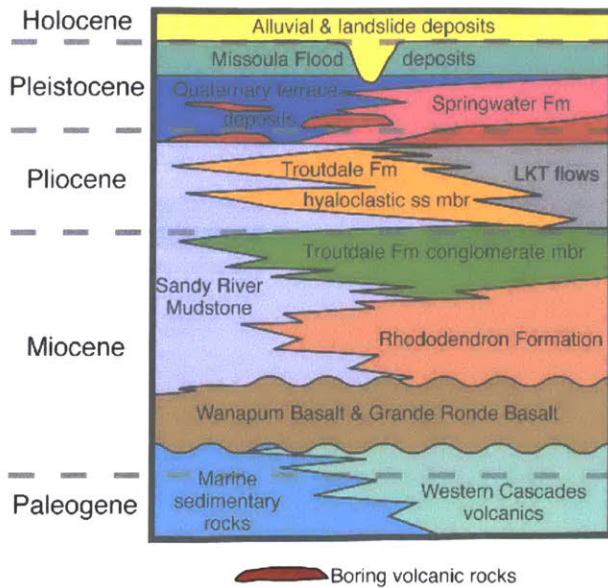 Holocene
Alluvial & landslide deposits
Missoula Flood deposits
Pleistocene
Quaternary terrace
deposits
Springwater Fm
Pliocene
Troutdale Fm
hyaloclastic ss mbr
LKT flows
Troutdale Fm conglomerate mbr
Sandy River
Mudstone
Miocene
Rhododendron Formation
Wanapum Basalt & Grande Ronde Basalt
Paleogene
Marine
sedimentary
rocks
Western Cascades
volcanics
Boring volcanic rocks